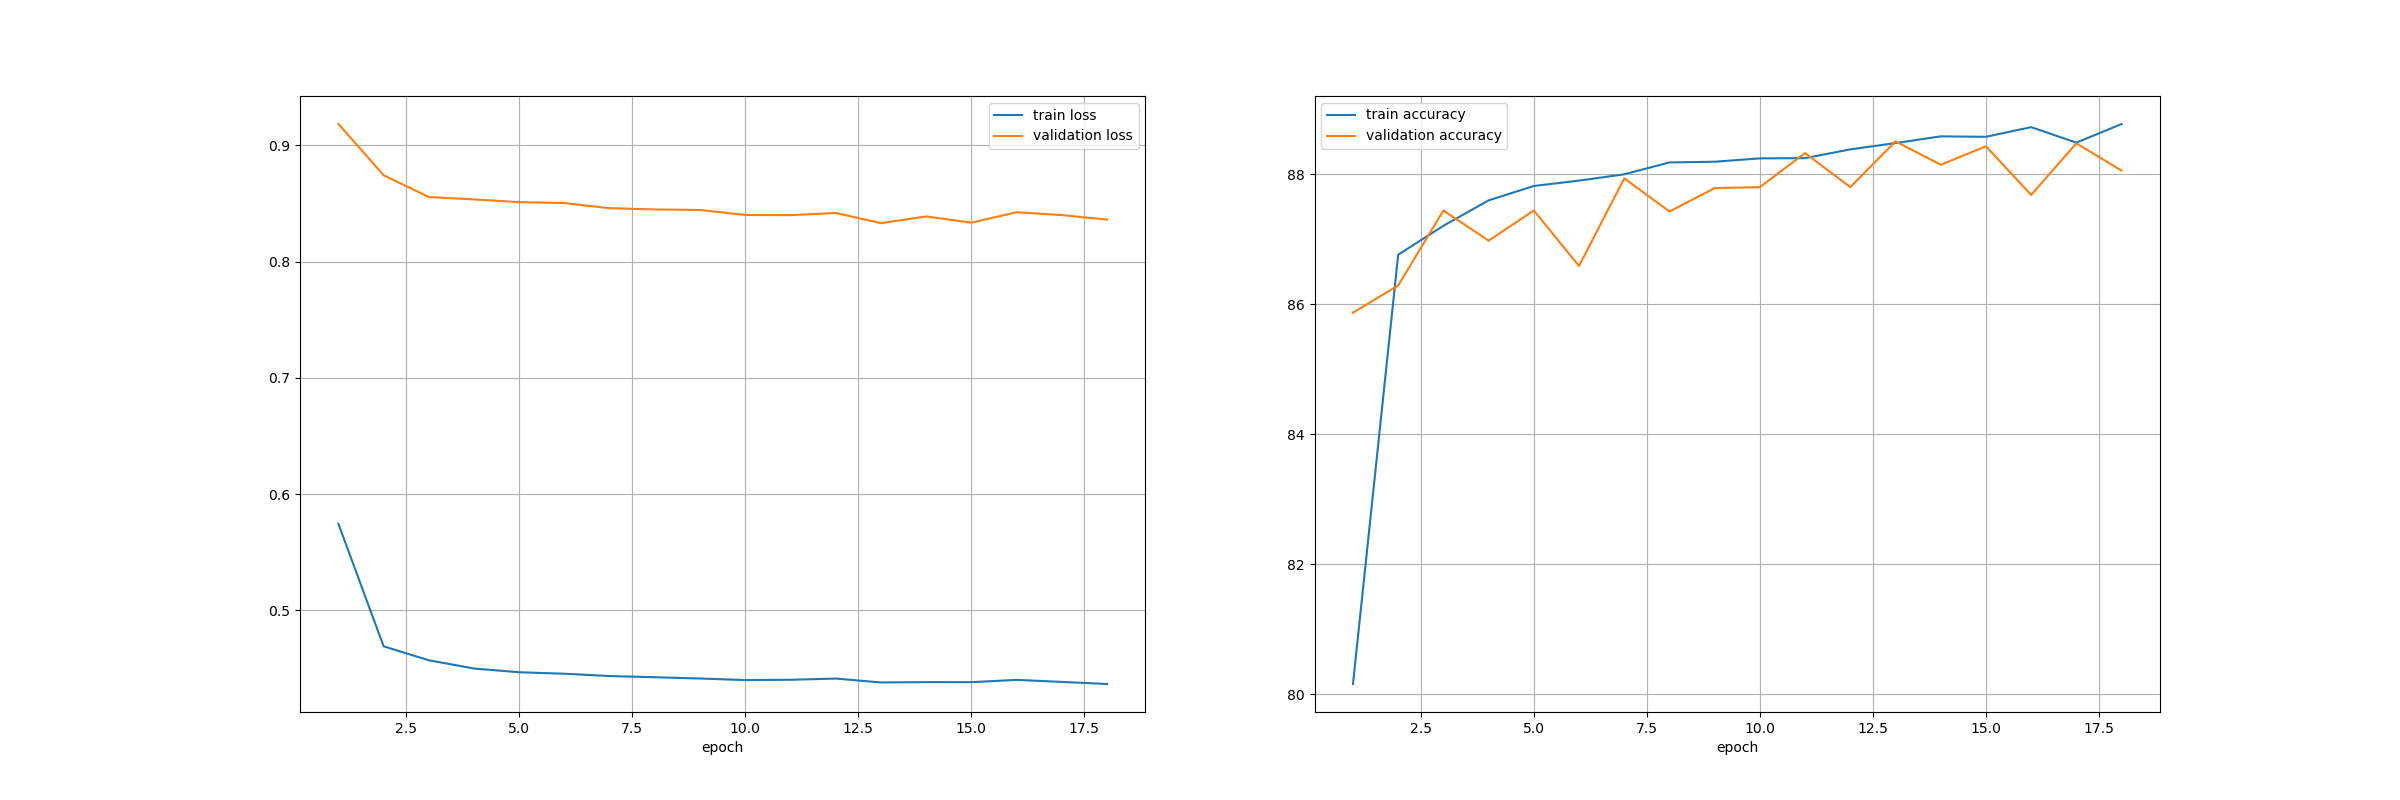 train loss
validation loss
0.9
0.8
0.7
0.6
0.5
2.5 5.0 7.5 10.0 12.5 15.0 17.5
epoch
train accuracy
validation accuracy
88
86
84
82
80
2.5 5.0 7.5 10.0 12.5 15.0 17.5
epoch